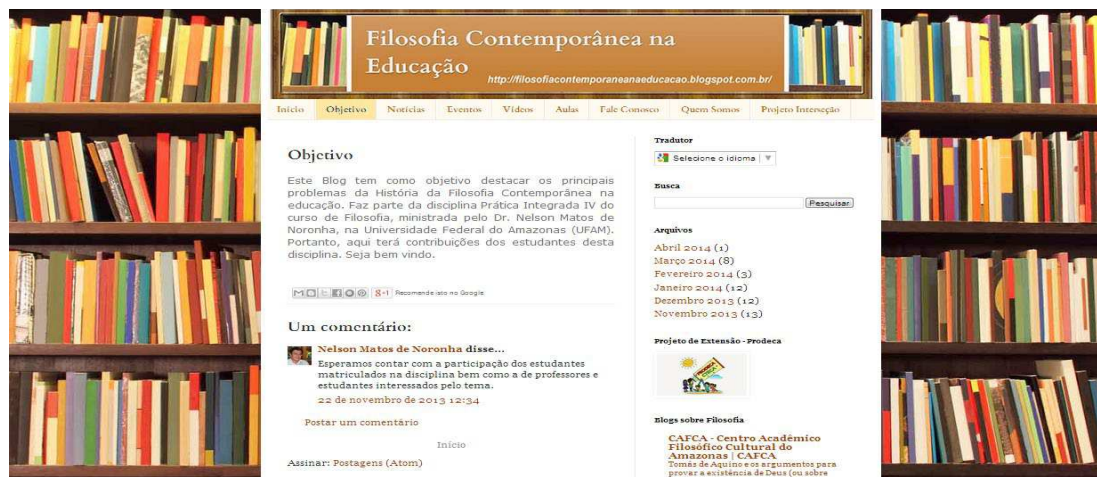 Filosofia Contemporânea na
Educação
http://filosofiacontemporaneanaeducacao.blogspot.com.br/
Início Objetivo Notícias Eventos Vídeos Aulas Fale Conosco Quem Somos Projeto Interseção
Objetivo
Este Blog tem como objetivo destacar os principais
problemas da História da Filosofia Contemporânea na
educação. Faz parte da disciplina Prática Integrada IV do
curso de Filosofia, ministrada pelo Dr. Nelson Matos de
Noronha, na Universidade Federal do Amazonas (UFAM).
Portanto, aqui terá contribuições dos estudantes desta
disciplina. Seja bem vindo.
g+1 Recomende isto no Google
Um comentário:
Nelson Matos de Noronha disse...
Esperamos contar com a participação dos estudantes
matriculados na disciplina bem como a de professores e
estudantes interessados pelo tema.
22 de novembro de 2013 12:34
Postar um comentário
Início
Assinar: Postagens (Atom)
Tradutor
Selecione o idioma
Busca
Pesquisar
Arquivos
Abril 2014 (1)
Março 2014 (8)
Fevereiro 2014 (3)
Janeiro 2014 (12)
Dezembro 2013 (12)
Novembro 2013 (13)
Projeto de Extensão - Prodeca
Blogs sobre Filosofia
CAFCA - Centro Acadêmico
Filosófico Cultural do
Amazonas | CAFCA
Tomás de Aquino e os argumentos para
provar a existência de Deus (ou sobre